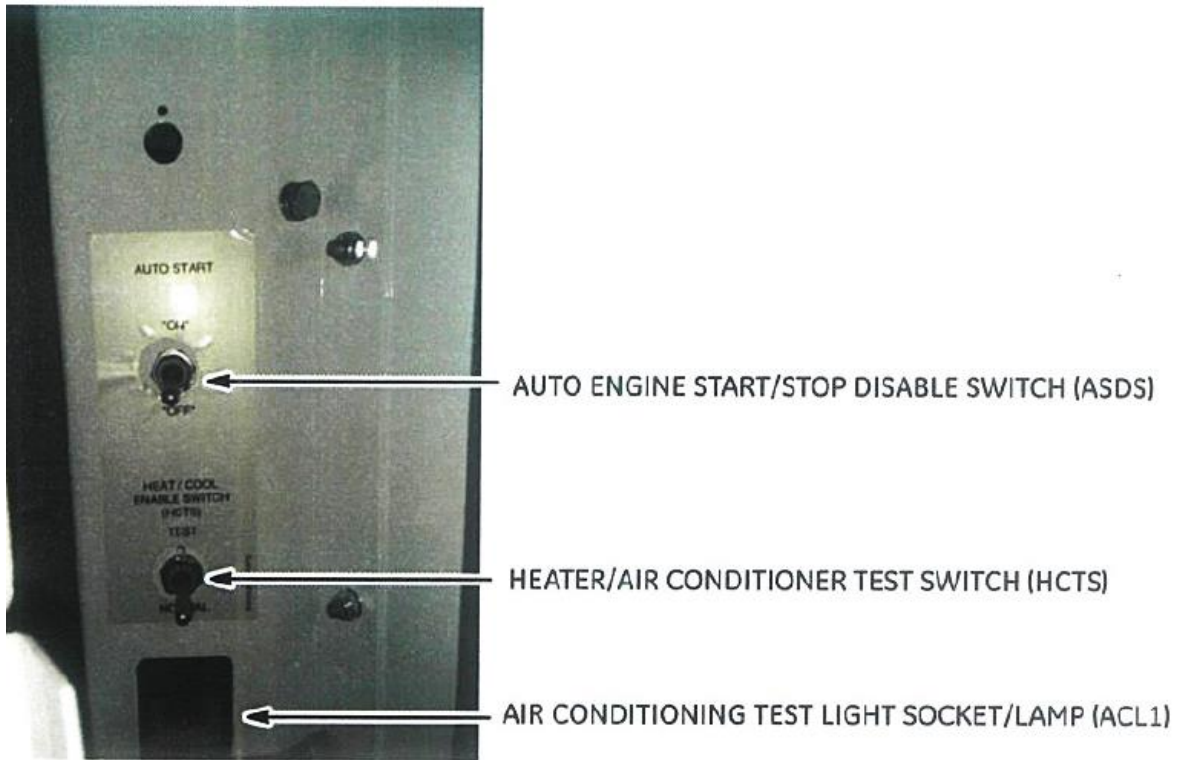 AUTO START
"ON"
"OFF"
AUTO ENGINE START/STOP DISABLE SWITCH (ASDS)
HEAT / COOL
ENABLE SWITCH
(HCTS)
TEST
HEATER/AIR CONDITIONER TEST SWITCH (HCTS)
AIR CONDITIONING TEST LIGHT SOCKET/LAMP (ACL1)